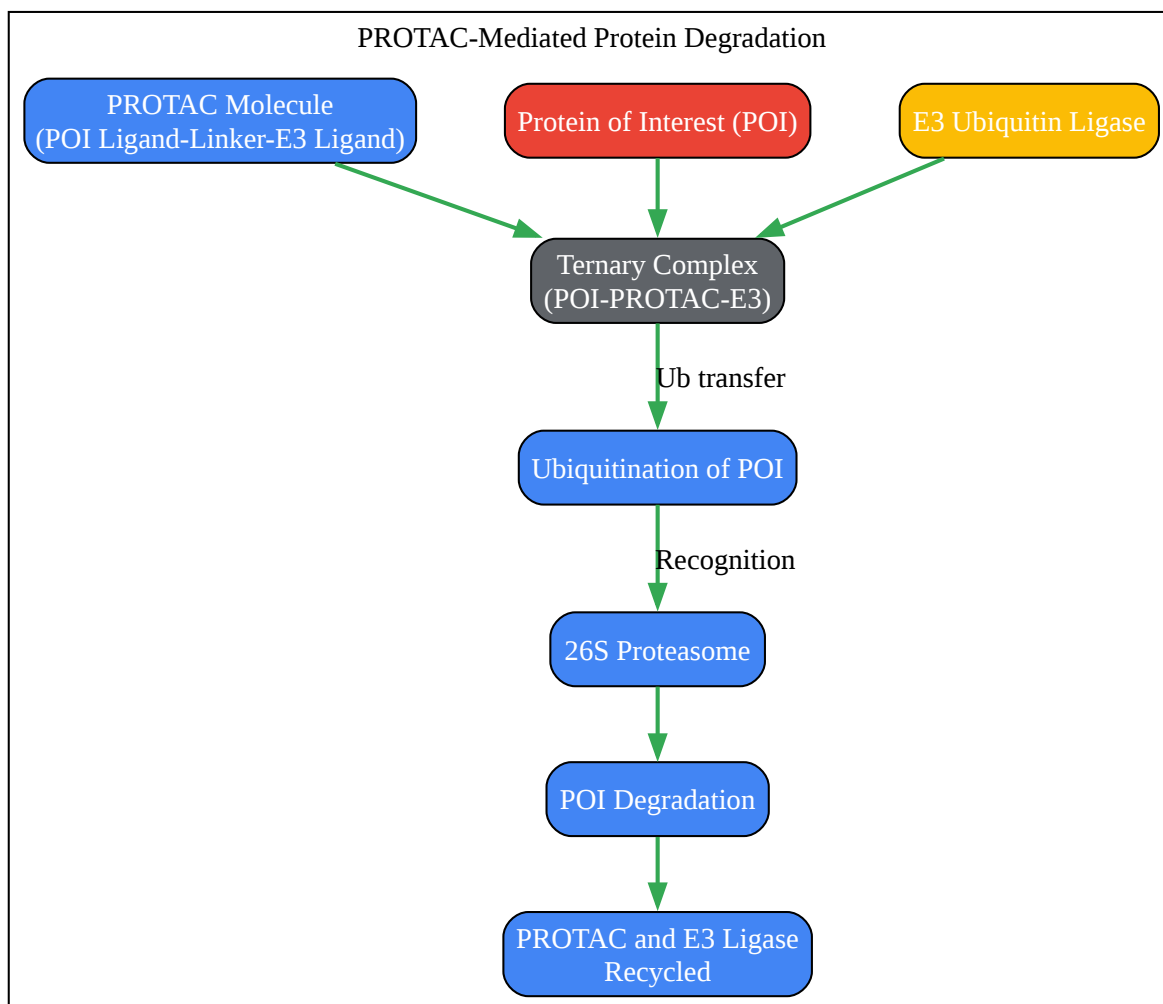 PROTAC-Mediated Protein Degradation
PROTAC Molecule
(POI Ligand-Linker-E3 Ligand)
Protein of Interest (POI)
E3 Ubiquitin Ligase
Ternary Complex
(POI-PROTAC-E3)
Ub transfer
Ubiquitination of POI
Recognition
26S Proteasome
POI Degradation
PROTAC and E3 Ligase
Recycled